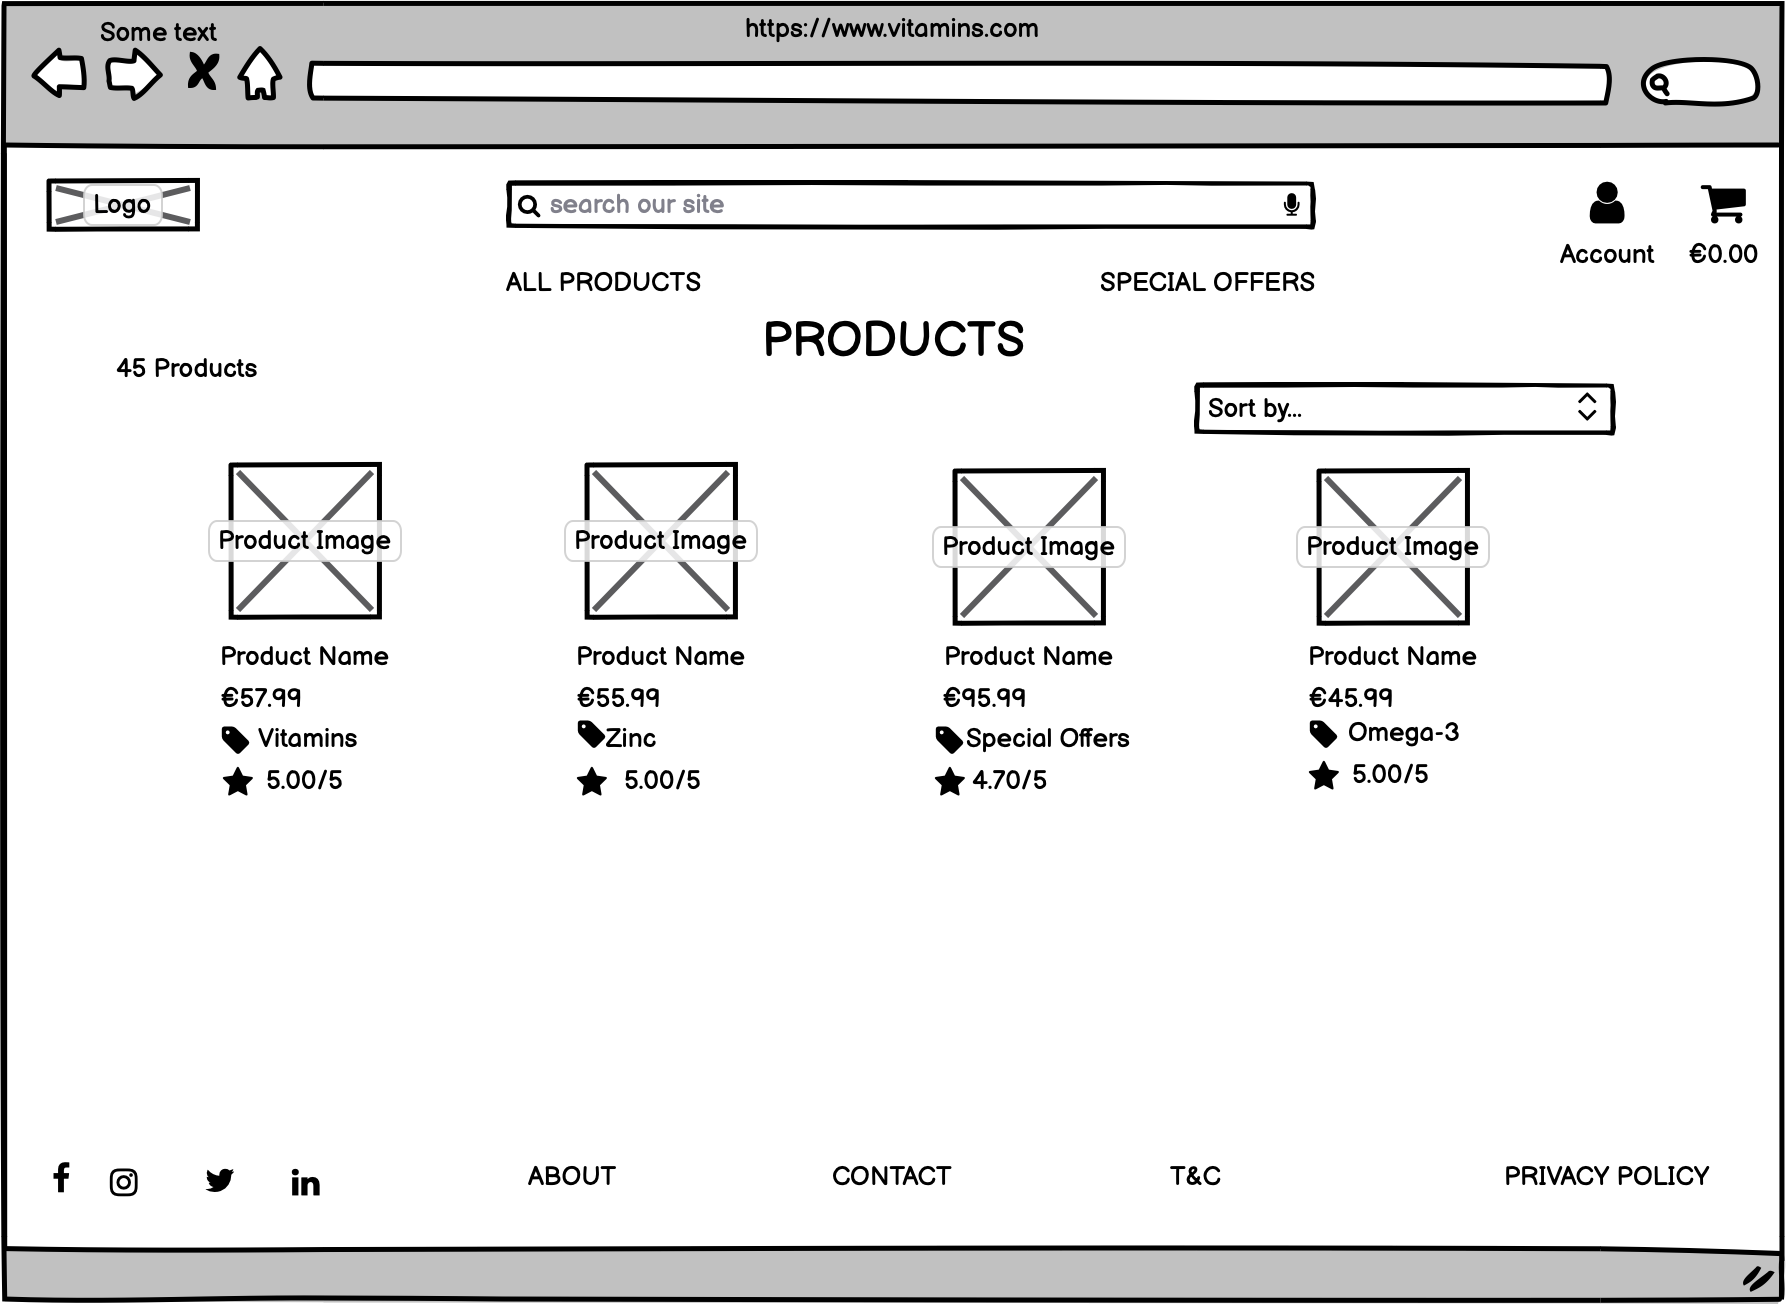 Some text
https://www.vitamins.com
Logo
search our site
Account
€0.00
ALL PRODUCTS
SPECIAL OFFERS
PRODUCTS
45 Products
Sort by...
Product Image
Product Image
Product Image
Product Image
Product Name
Product Name
Product Name
Product Name
€57.99
€55.99
€95.99
€45.99
Vitamins
Zinc
Special Offers
Omega-3
5.00/5
5.00/5
4.70/5
5.00/5
ABOUT
CONTACT
T&C
PRIVACY POLICY